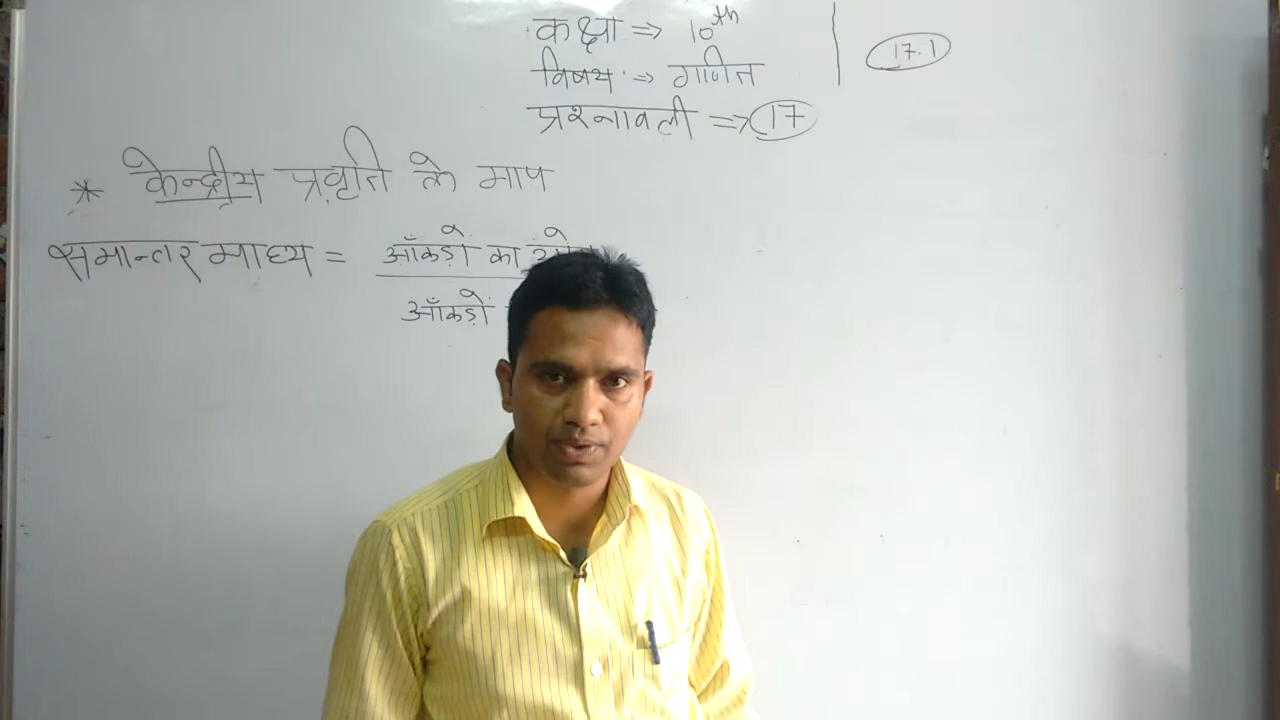 कक्षा ⇒ 10th
विषय ⇒ गणित
प्रश्नावली ⇒ 17
17.1
* केन्द्रीय प्रवृति के माप
समान्तर माध्य = आँकड़ों का
आँकड़ों